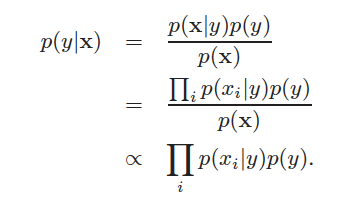 p(y|x) = p(x|y)p(y) / p(x)
= ∏_i p(x_i|y)p(y) / p(x)
∝ ∏_i p(x_i|y)p(y).